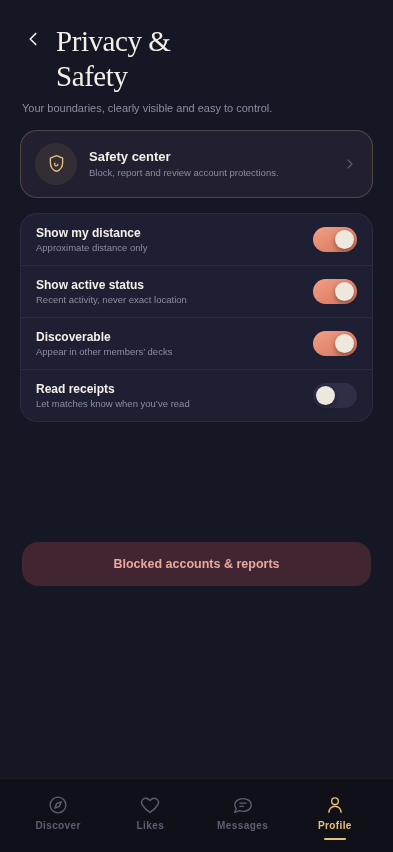 Privacy &
Safety
Your boundaries, clearly visible and easy to control.
Safety center
Block, report and review account protections.
Show my distance
Approximate distance only
Show active status
Recent activity, never exact location
Discoverable
Appear in other members' decks
Read receipts
Let matches know when you've read
Blocked accounts & reports
Discover
Likes
Messages
Profile